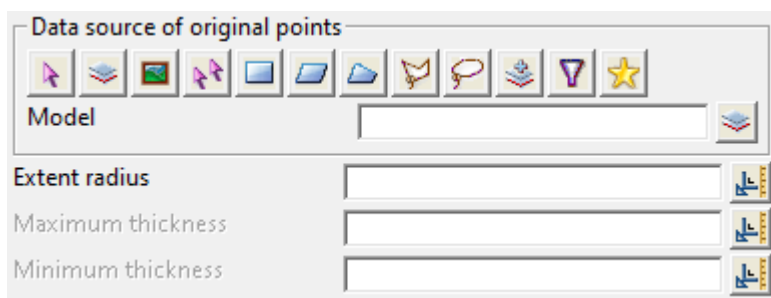 Data source of original points
Model
Extent radius
Maximum thickness
Minimum thickness